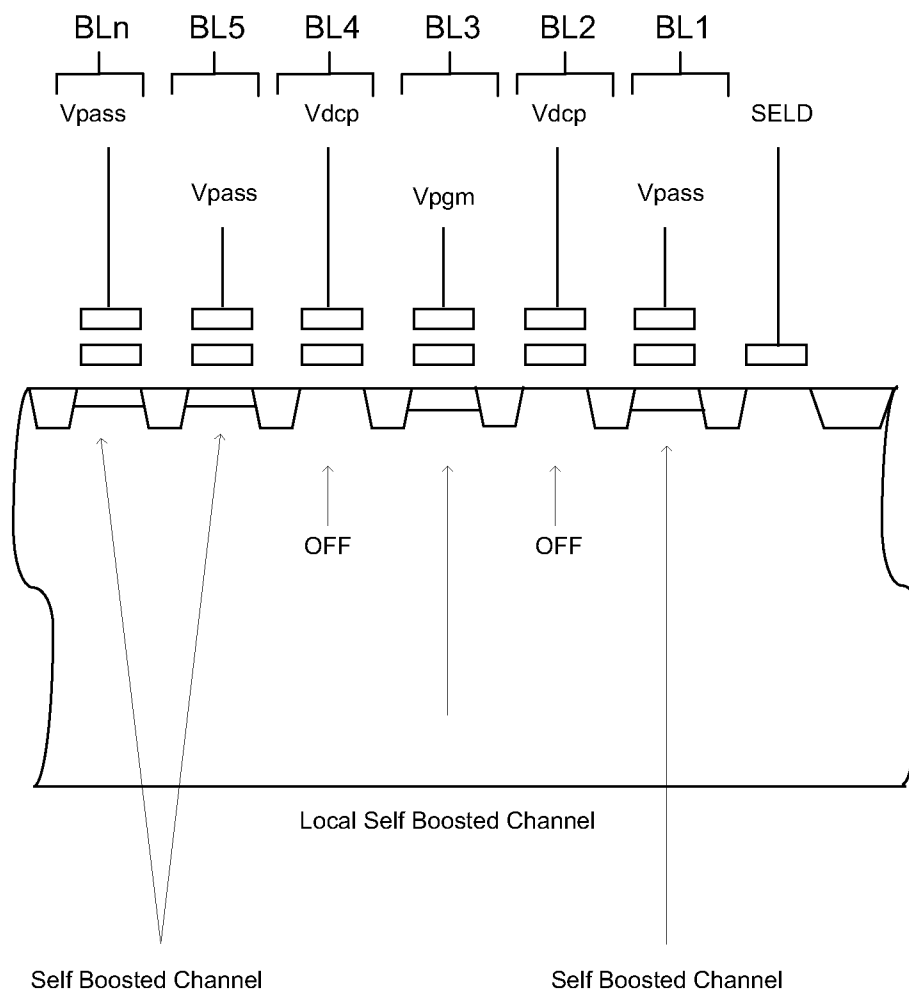 BLn BL5 BL4 BL3 BL2 BL1
Vpass Vdcp Vdcp SELD
Vpass Vpgm Vpass
OFF OFF
Local Self Boosted Channel
Self Boosted Channel Self Boosted Channel